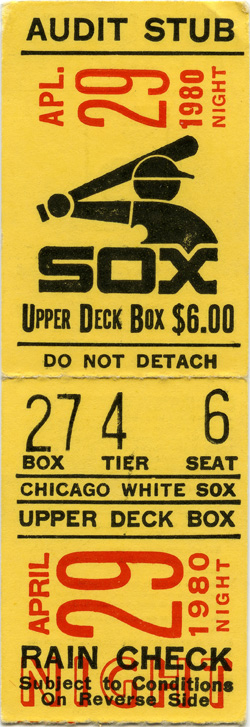 AUDIT STUB
APL. 29 1980 NIGHT
SOX
UPPER DECK BOX $6.00
DO NOT DETACH
27 4 6
BOX TIER SEAT
CHICAGO WHITE SOX
UPPER DECK BOX
APRIL 29 1980 NIGHT
RAIN CHECK
NIGHT
Subject to Conditions
On Reverse Side